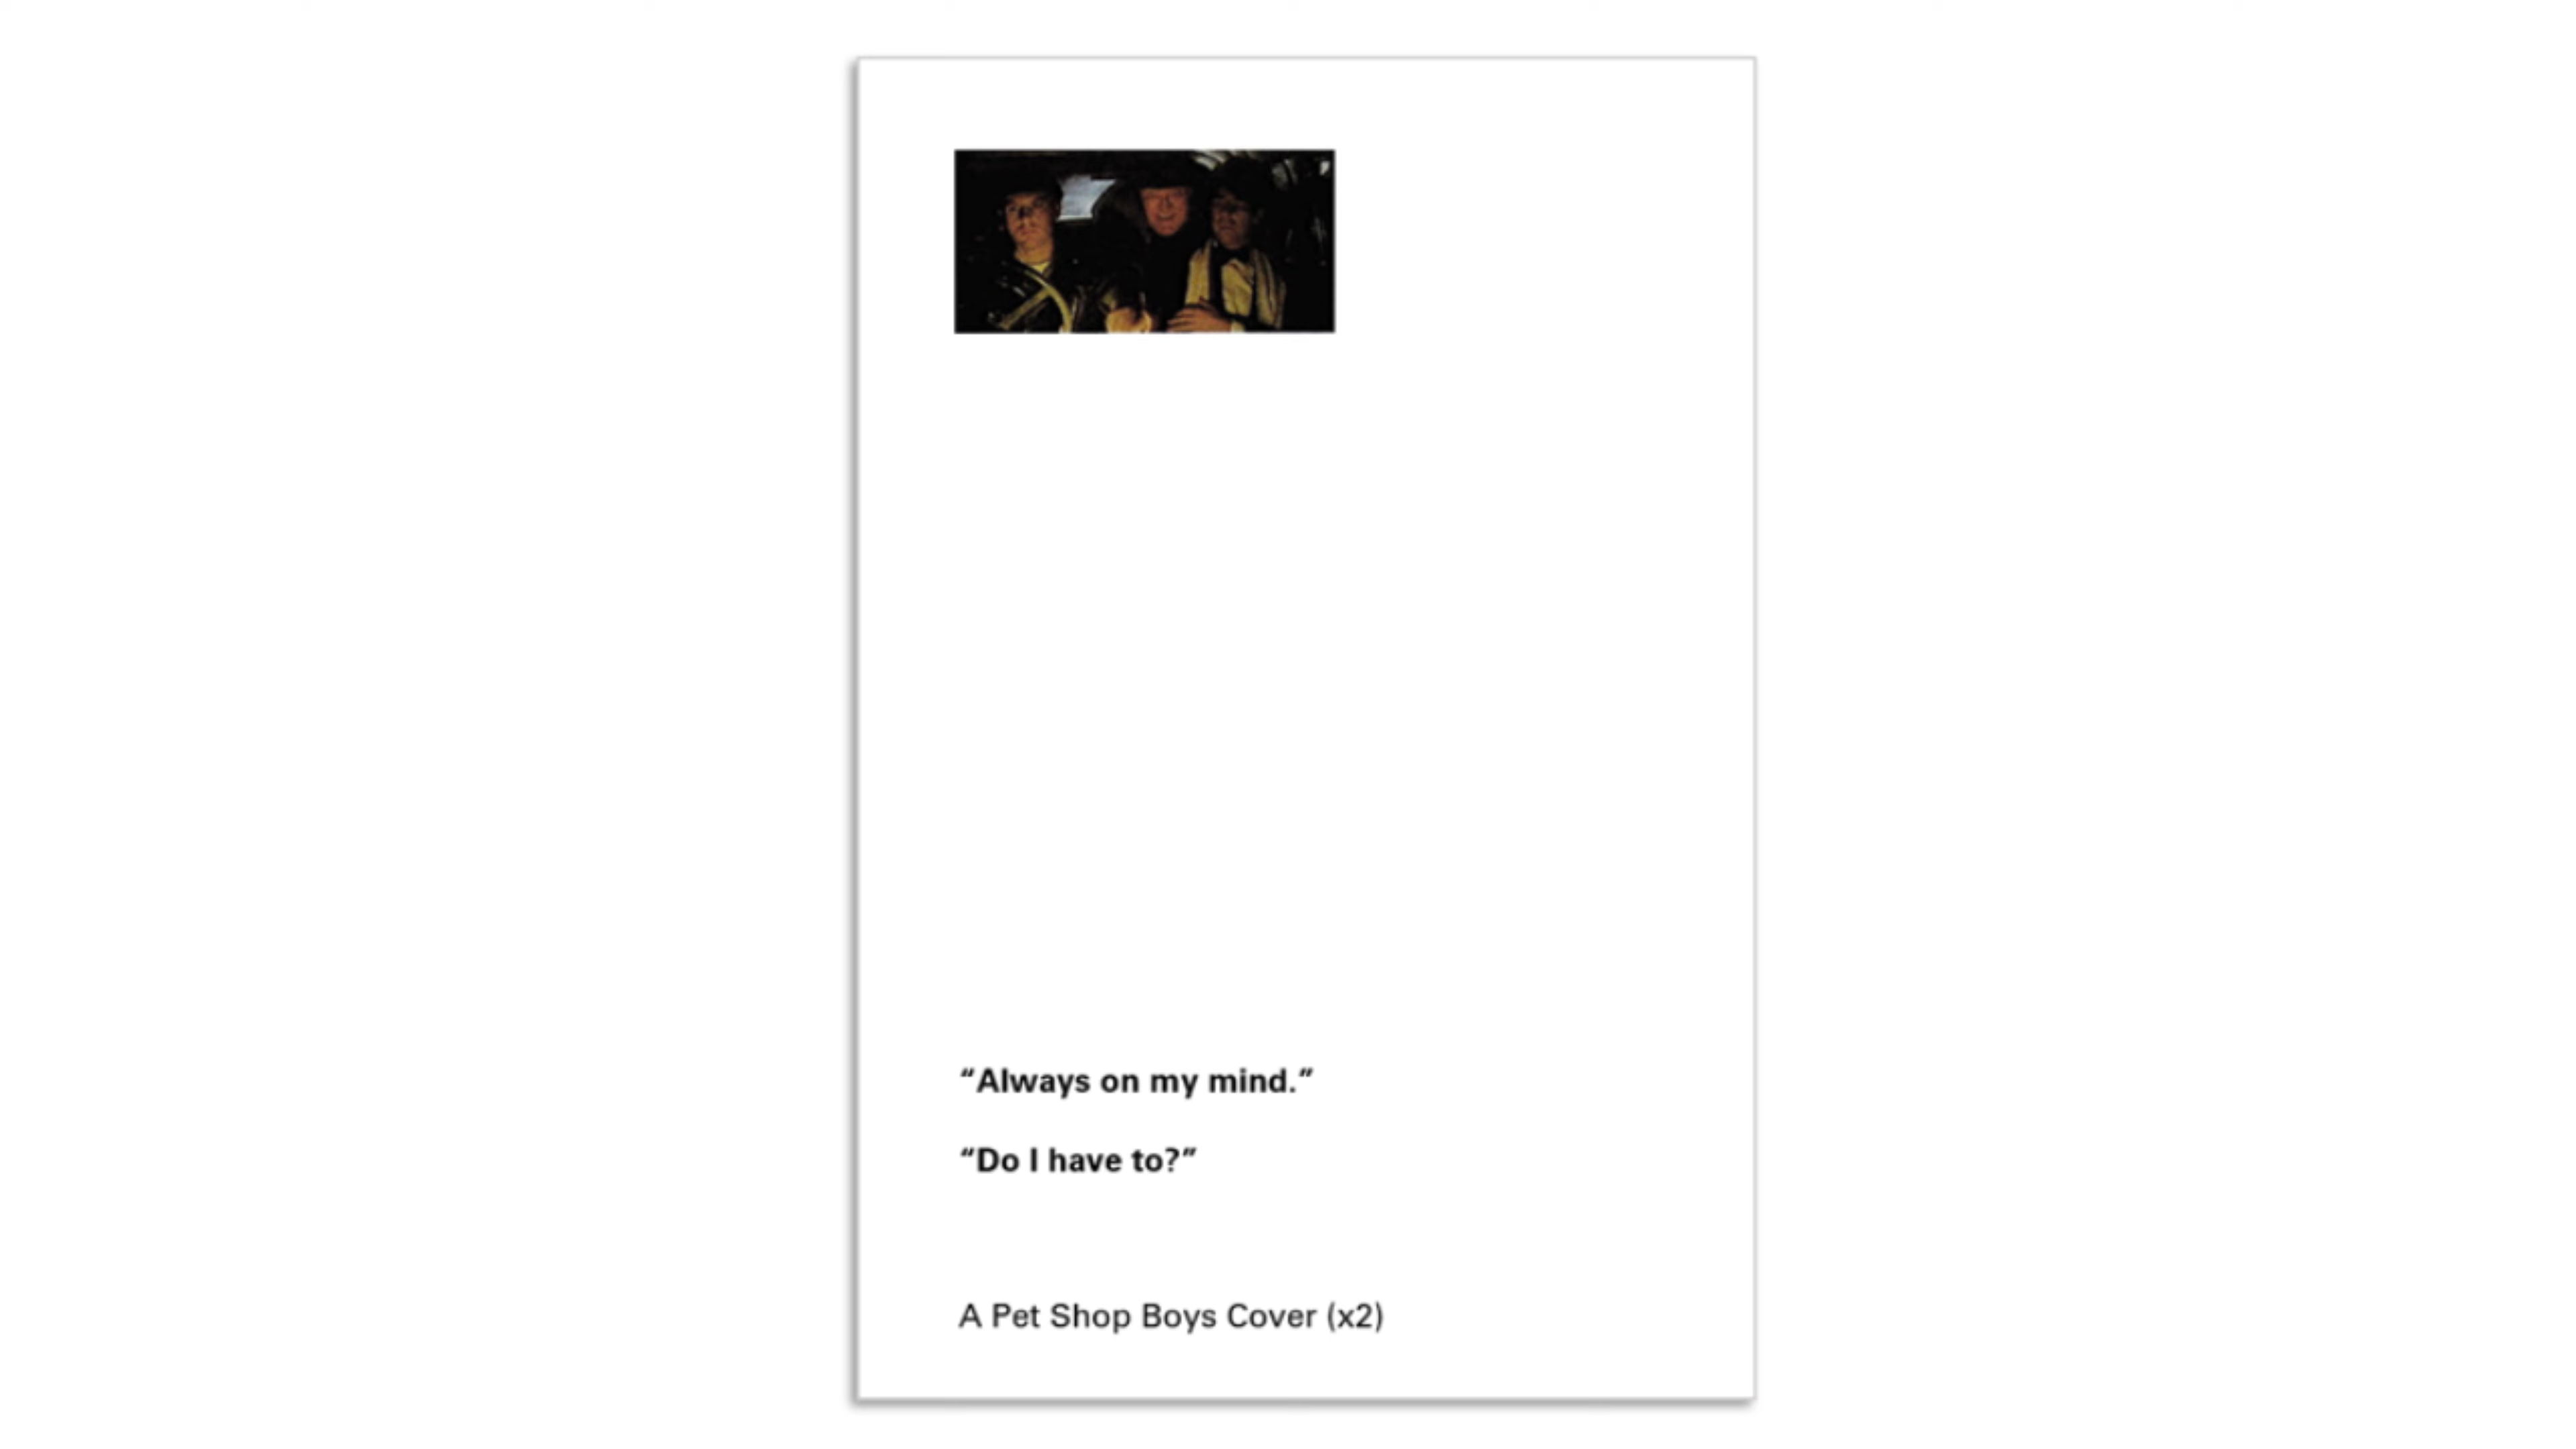 “Always on my mind.”
“Do I have to?”
A Pet Shop Boys Cover (x2)